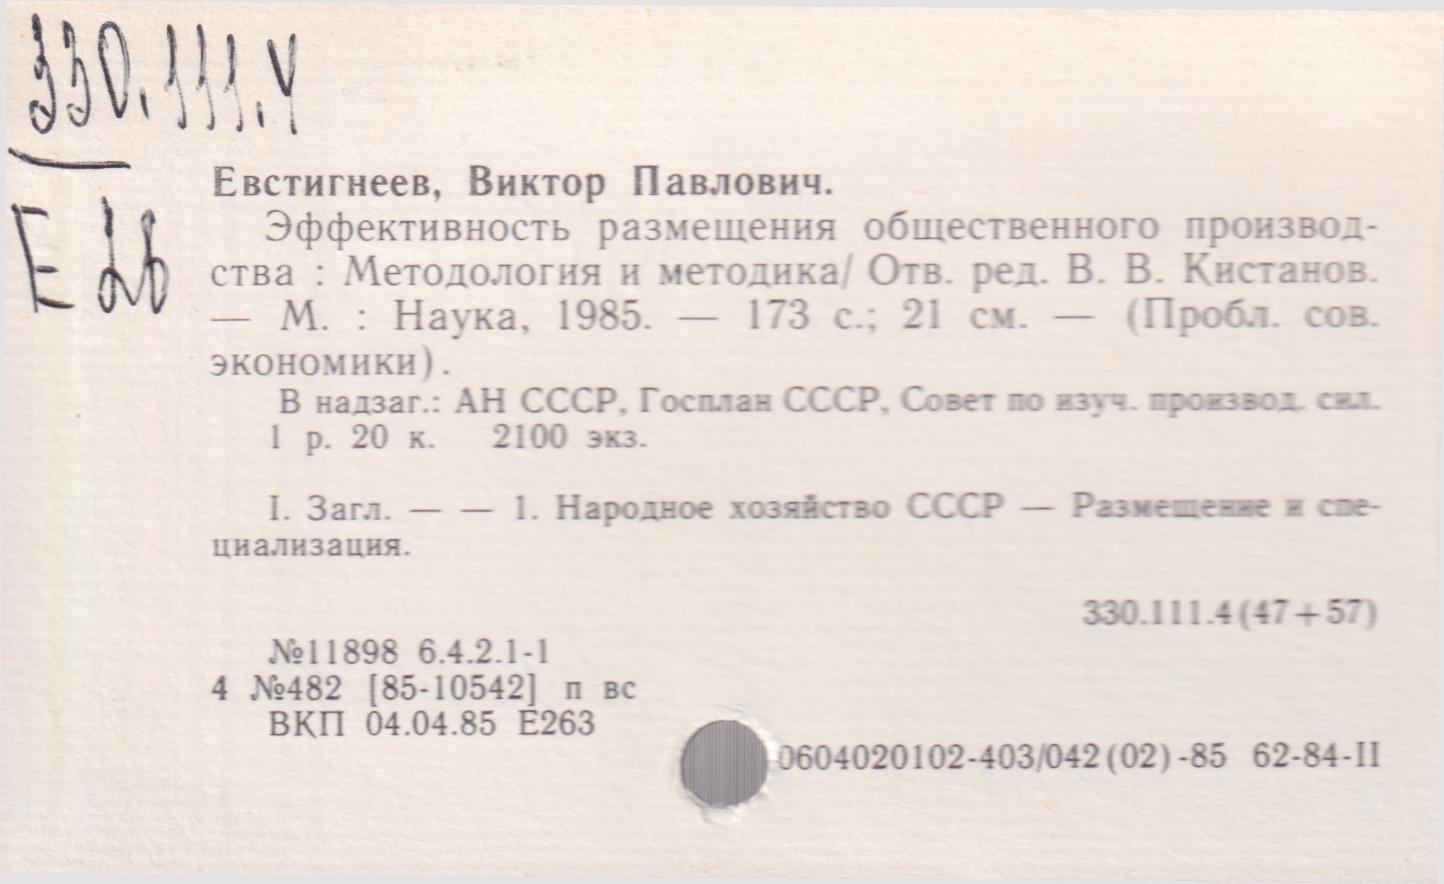 330.111.4
Е 26
Евстигнеев, Виктор Павлович.
Эффективность размещения общественного производ-
ства : Методология и методика/ Отв. ред. В. В. Кистанов.
— М. : Наука, 1985. — 173 с.; 21 см. — (Пробл. сов.
экономики).
В надзаг.: АН СССР, Госплан СССР, Совет по изуч. производ. сил.
1 р. 20 к. 2100 экз.
I. Загл. — — 1. Народное хозяйство СССР — Размещение и спе-
циализация.
330.111.4(47+57)
№11898 6.4.2.1-1
4 №482 [85-10542] п вс
ВКП 04.04.85 Е263
0604020102-403/042(02)-85 62-84-II